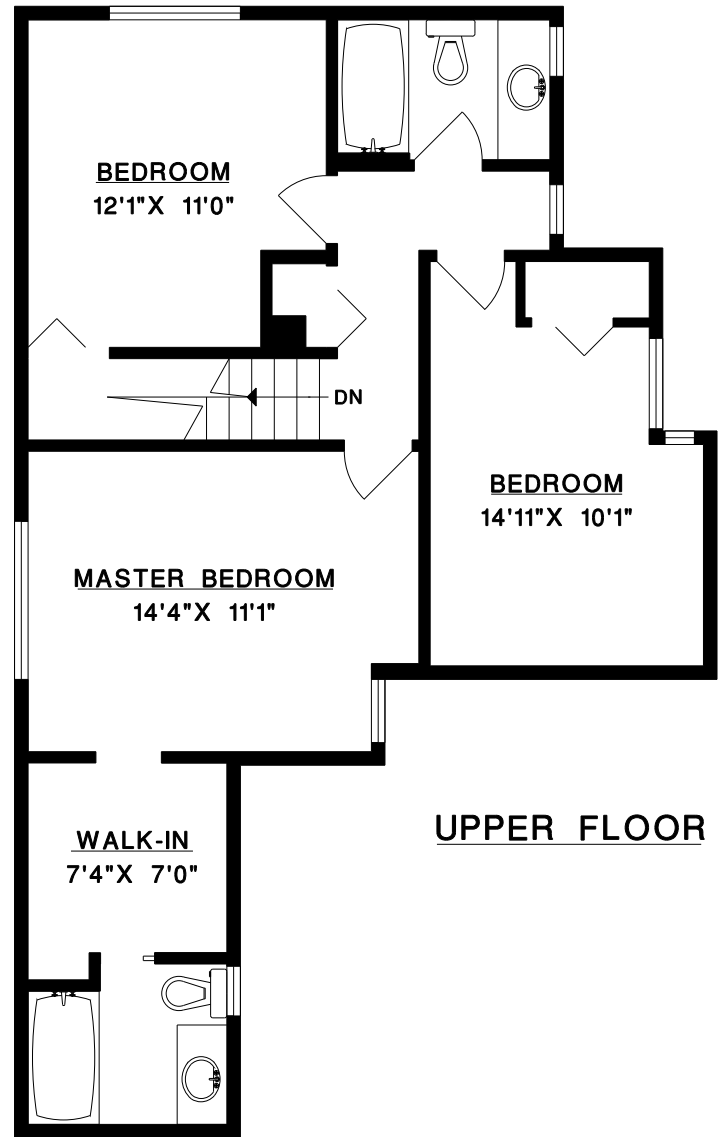 BEDROOM
12'1"X 11'0"
DN
BEDROOM
14'11"X 10'1"
MASTER BEDROOM
14'4"X 11'1"
UPPER FLOOR
WALK-IN
7'4"X 7'0"